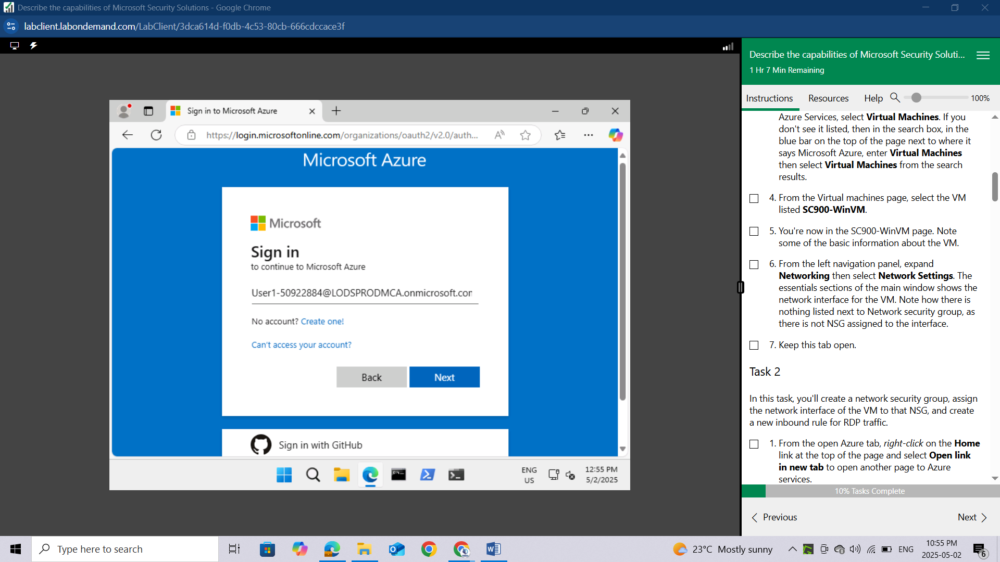 Describe the capabilities of Microsoft Security Solutions - Google Chrome
labclient.labondemand.com/LabClient/3dca614d-f0db-4c53-80cb-666cdccace3f
Sign in to Microsoft Azure
https://login.microsoftonline.com/organizations/oauth2/v2.0/auth...
Microsoft Azure
Microsoft
Sign in
to continue to Microsoft Azure
User1-50922884@LODSPRODMCA.onmicrosoft.com
No account? Create one!
Can't access your account?
Back
Next
Sign in with GitHub
ENG
US
12:55 PM
5/2/2025
Describe the capabilities of Microsoft Security Soluti...
1 Hr 7 Min Remaining
Instructions
Resources
Help
100%
Azure Services, select Virtual Machines. If you
don't see it listed, then in the search box, in the
blue bar on the top of the page next to where it
says Microsoft Azure, enter Virtual Machines
then select Virtual Machines from the search
results.
4. From the Virtual machines page, select the VM
listed SC900-WinVM.
5. You're now in the SC900-WinVM page. Note
some of the basic information about the VM.
6. From the left navigation panel, expand
Networking then select Network Settings. The
essentials sections of the main window shows the
network interface for the VM. Note how there is
nothing listed next to Network security group, as
there is not NSG assigned to the interface.
7. Keep this tab open.
Task 2
In this task, you'll create a network security group, assign
the network interface of the VM to that NSG, and create
a new inbound rule for RDP traffic.
1. From the open Azure tab, right-click on the Home
link at the top of the page and select Open link
in new tab to open another page to Azure
services.
10% Tasks Complete
Previous
Next
Type here to search
23°C Mostly sunny
ENG
10:55 PM
2025-05-02
6